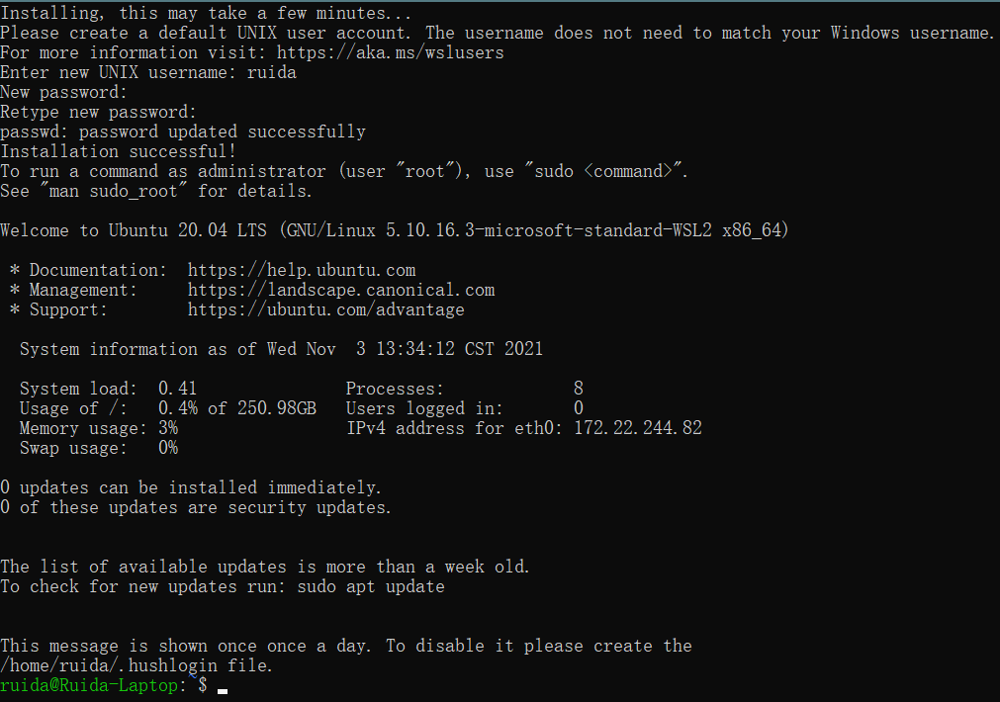 Installing, this may take a few minutes...
Please create a default UNIX user account. The username does not need to match your Windows username.
For more information visit: https://aka.ms/wslusers
Enter new UNIX username: ruida
New password:
Retype new password:
passwd: password updated successfully
Installation successful!
To run a command as administrator (user "root"), use "sudo <command>".
See "man sudo_root" for details.

Welcome to Ubuntu 20.04 LTS (GNU/Linux 5.10.16.3-microsoft-standard-WSL2 x86_64)

 * Documentation:  https://help.ubuntu.com
 * Management:     https://landscape.canonical.com
 * Support:        https://ubuntu.com/advantage

  System information as of Wed Nov  3 13:34:12 CST 2021

  System load:  0.41               Processes:             8
  Usage of /:   0.4% of 250.98GB   Users logged in:       0
  Memory usage: 3%                 IPv4 address for eth0: 172.22.244.82
  Swap usage:   0%

0 updates can be installed immediately.
0 of these updates are security updates.


The list of available updates is more than a week old.
To check for new updates run: sudo apt update


This message is shown once once a day. To disable it please create the
/home/ruida/.hushlogin file.
ruida@Ruida-Laptop:~$